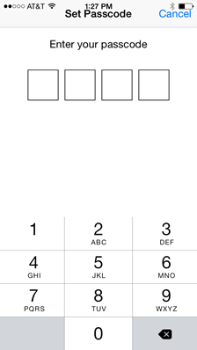 AT&T 1:27 PM
Set Passcode Cancel
Enter your passcode
1 2 3
ABC DEF
4 5 6
GHI JKL MNO
7 8 9
PQRS TUV WXYZ
0